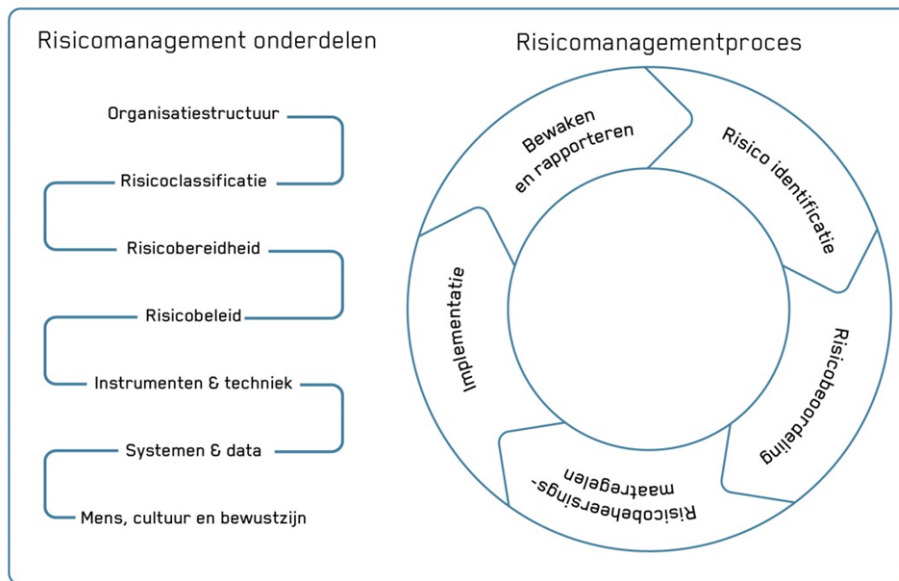 Risicomanagement onderdelen
Organisatiestructuur
Risicoclassificatie
Risicobereidheid
Risicobeleid
Instrumenten & techniek
Systemen & data
Mens, cultuur en bewustzijn
Risicomanagementproces
Risico identificatie
Risicobeoordeling
Risicobeheersings-
maatregelen
Implementatie
Bewaken
en rapporteren